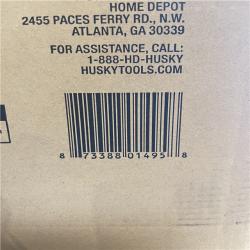 HOME DEPOT
2455 PACES FERRY RD., N.W.
ATLANTA, GA 30339
FOR ASSISTANCE, CALL:
1-888-HD-HUSKY
HUSKYTOOLS.COM
8 73388 01495 8